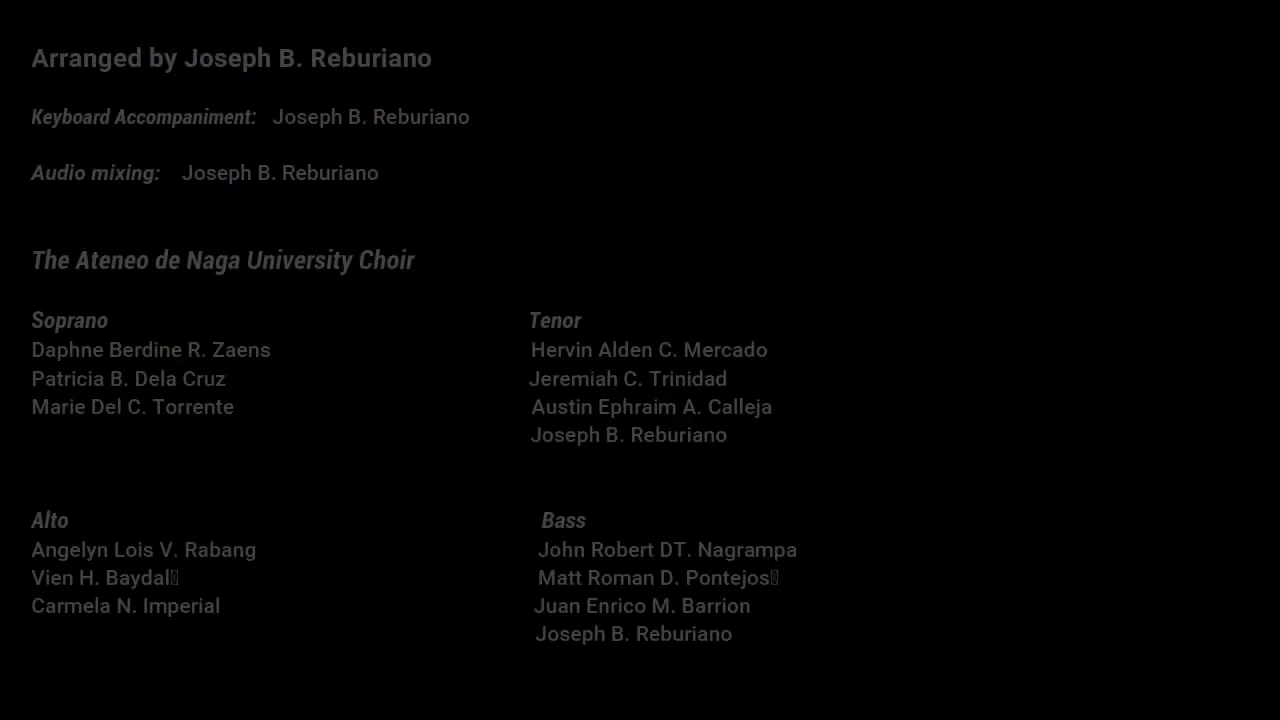 Arranged by Joseph B. Reburiano
Keyboard Accompaniment: Joseph B. Reburiano
Audio mixing: Joseph B. Reburiano
The Ateneo de Naga University Choir
Soprano
Daphne Berdine R. Zaens
Patricia B. Dela Cruz
Marie Del C. Torrente
Tenor
Hervin Alden C. Mercado
Jeremiah C. Trinidad
Austin Ephraim A. Calleja
Joseph B. Reburiano
Alto
Angelyn Lois V. Rabang
Vien H. Baydal
Carmela N. Imperial
Bass
John Robert DT. Nagrampa
Matt Roman D. Pontejos
Juan Enrico M. Barrion
Joseph B. Reburiano